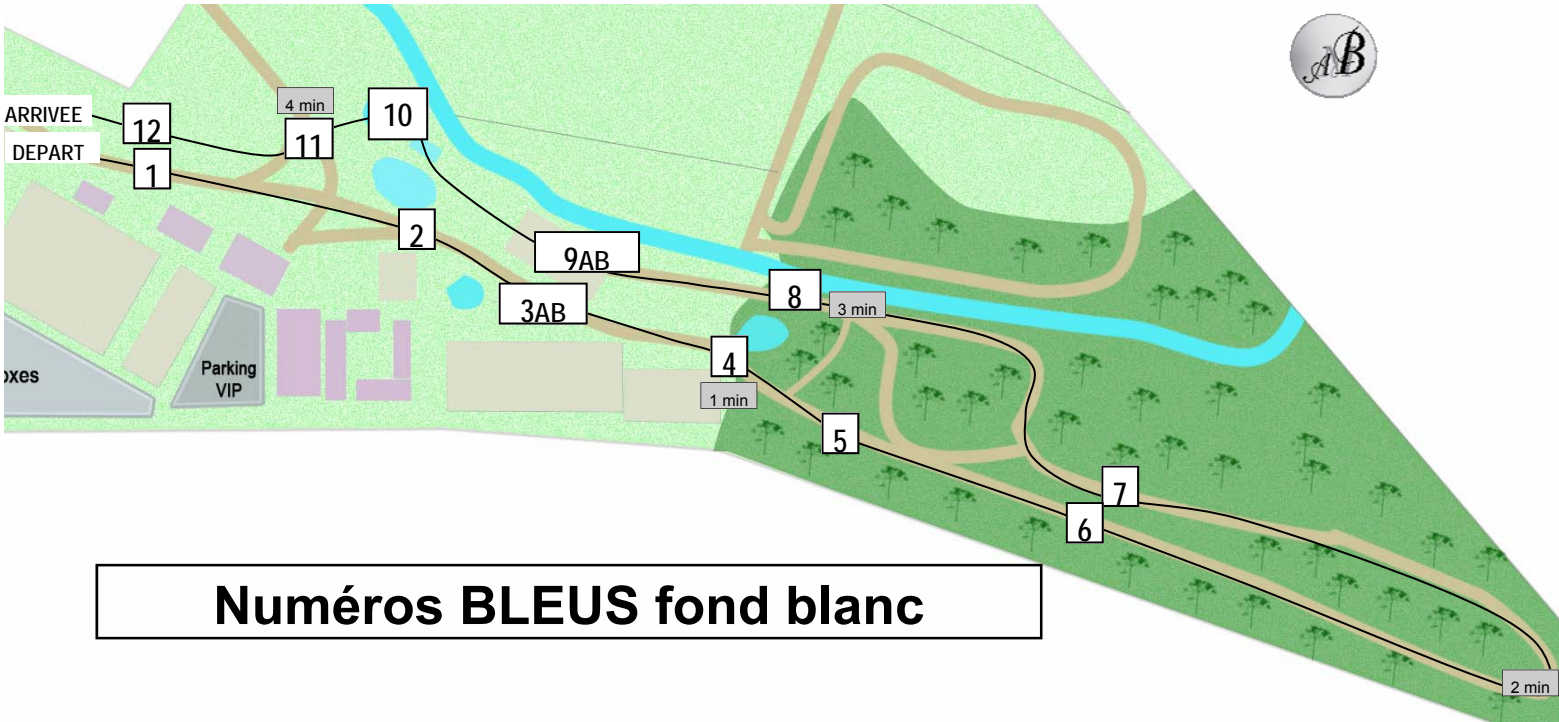 ARRIVEE
DEPART
12
1
4 min
11
10
2
9AB
3AB
8
3 min
4
1 min
5
7
6
2 min
oxes
Parking
VIP
Numéros BLEUS fond blanc